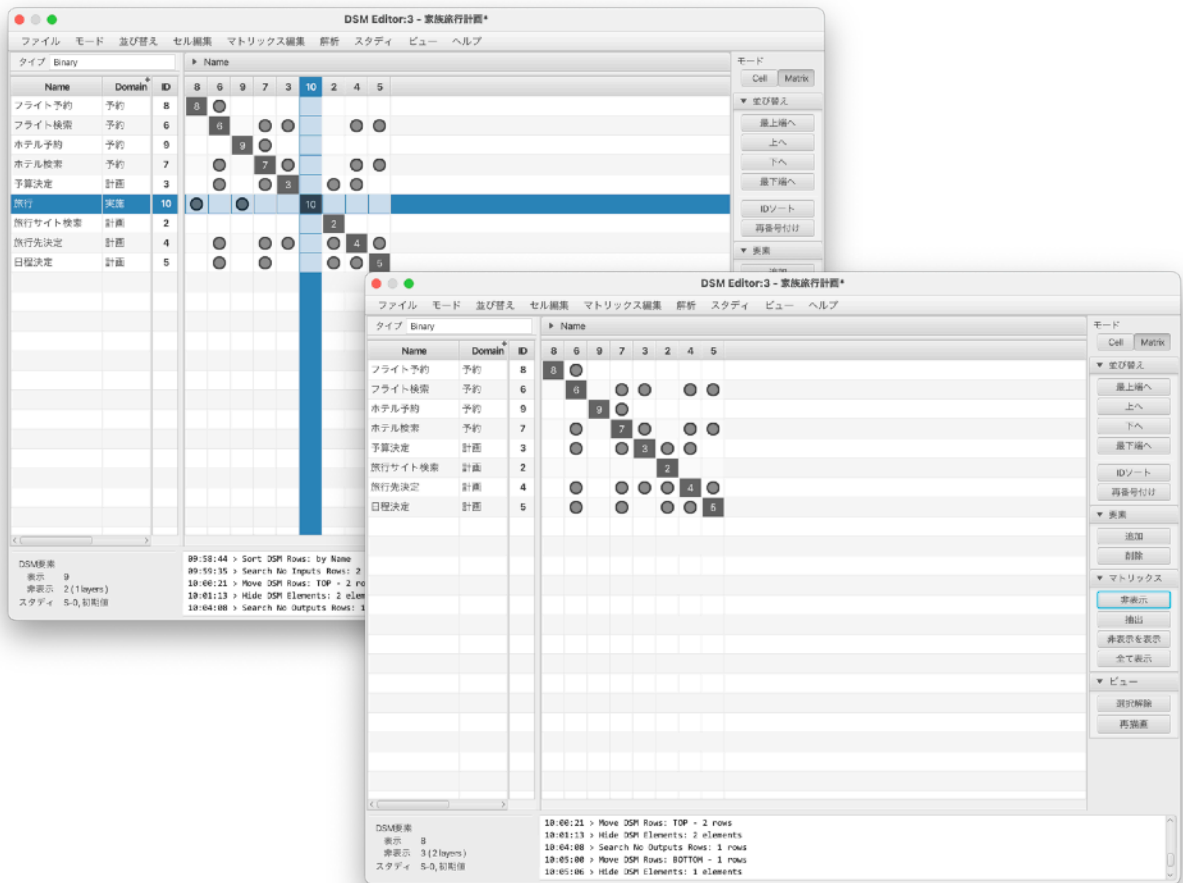 DSM Editor:3 - 家族旅行計画*
ファイル モード 並び替え セル編集 マトリックス編集 解析 スタディ ビュー ヘルプ
タイプ Binary
▶ Name
Name Domain ID 8 6 9 7 3 10 2 4 5
フライト予約 予約 8 8
フライト検索 予約 6 6
ホテル予約 予約 9 9
ホテル検索 予約 7 7
予算決定 計画 3 3
旅行 実施 10 10
旅行サイト検索 計画 2 2
旅行先決定 計画 4 4
日程決定 計画 5 5
モード
Cell Matrix
▼ 並び替え
最上端へ
上へ
下へ
最下端へ
IDソート
再番号付け
▼ 要素
DSM要素
表示 9
非表示 2 ( 1 layers )
スタディ S-0, 初期値
09:58:44 > Sort DSM Rows: by Name
09:59:35 > Search No Inputs Rows: 2
10:00:21 > Move DSM Rows: TOP - 2 ro
10:01:13 > Hide DSM Elements: 2 elem
10:04:08 > Search No Outputs Rows: 1
DSM Editor:3 - 家族旅行計画*
ファイル モード 並び替え セル編集 マトリックス編集 解析 スタディ ビュー ヘルプ
タイプ Binary
▶ Name
Name Domain ID 8 6 9 7 3 2 4 5
フライト予約 予約 8 8
フライト検索 予約 6 6
ホテル予約 予約 9 9
ホテル検索 予約 7 7
予算決定 計画 3 3
旅行サイト検索 計画 2 2
旅行先決定 計画 4 4
日程決定 計画 5 5
モード
Cell Matrix
▼ 並び替え
最上端へ
上へ
下へ
最下端へ
IDソート
再番号付け
▼ 要素
追加
削除
▼ マトリックス
非表示
抽出
非表示を表示
全て表示
▼ ビュー
選択解除
再描画
DSM要素
表示 8
非表示 3 ( 2 layers )
スタディ S-0, 初期値
10:00:21 > Move DSM Rows: TOP - 2 rows
10:01:13 > Hide DSM Elements: 2 elements
10:04:08 > Search No Outputs Rows: 1 rows
10:05:00 > Move DSM Rows: BOTTOM - 1 rows
10:05:06 > Hide DSM Elements: 1 elements